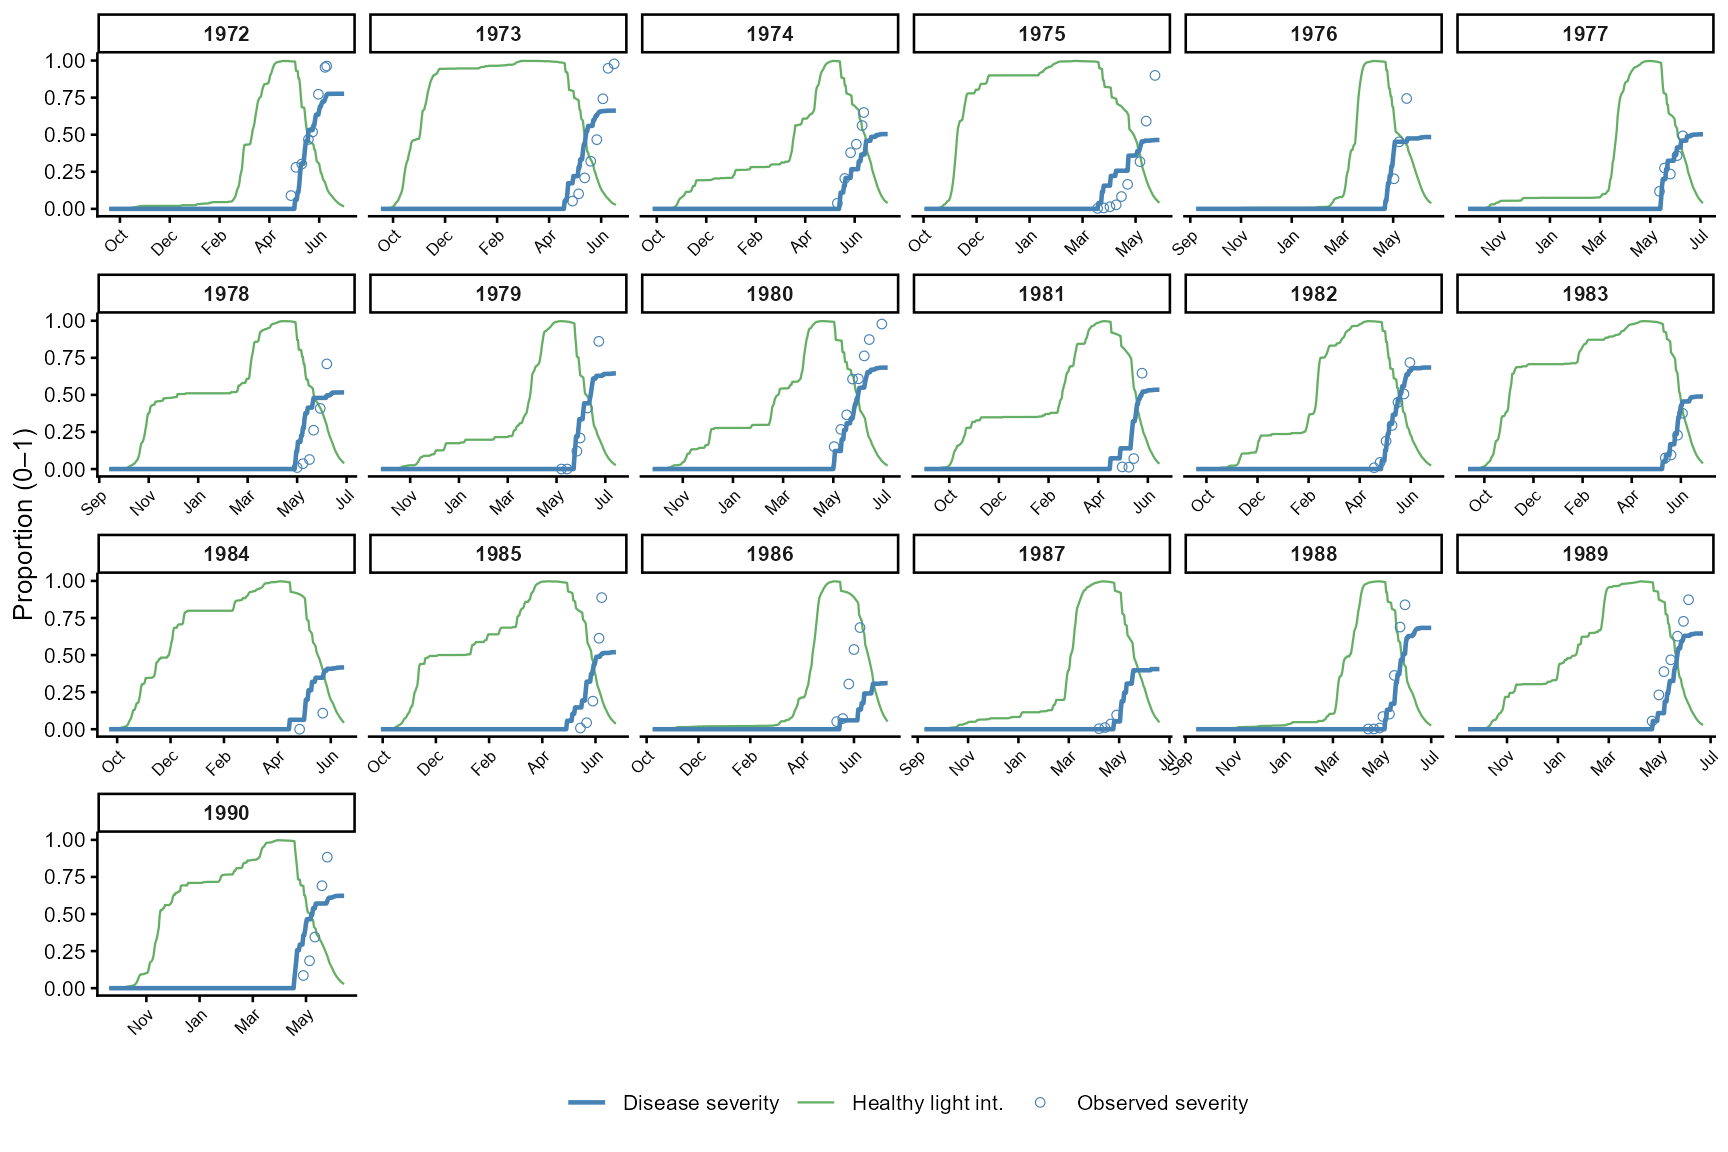 1972 1973 1974 1975 1976 1977
1.00
0.75
0.50
0.25
0.00
Oct Dec Feb Apr Jun Oct Dec Feb Apr Jun Oct Dec Feb Apr Jun Oct Dec Jan Mar May Sep Nov Jan Mar May Nov Jan Mar May Jul
1978 1979 1980 1981 1982 1983
1.00
0.75
0.50
0.25
0.00
Sep Nov Jan Mar May Jul Nov Jan Mar May Jul Nov Jan Mar May Jul Oct Dec Feb Apr Jun Oct Dec Feb Apr Jun Oct Dec Feb Apr Jun
Proportion (0–1)
1984 1985 1986 1987 1988 1989
1.00
0.75
0.50
0.25
0.00
Oct Dec Feb Apr Jun Oct Dec Feb Apr Jun Oct Dec Feb Apr Jun Sep Nov Jan Mar May Jul Sep Nov Jan Mar May Jul Nov Jan Mar May Jul
1990
1.00
0.75
0.50
0.25
0.00
Nov Jan Mar May
Disease severity Healthy light int. Observed severity